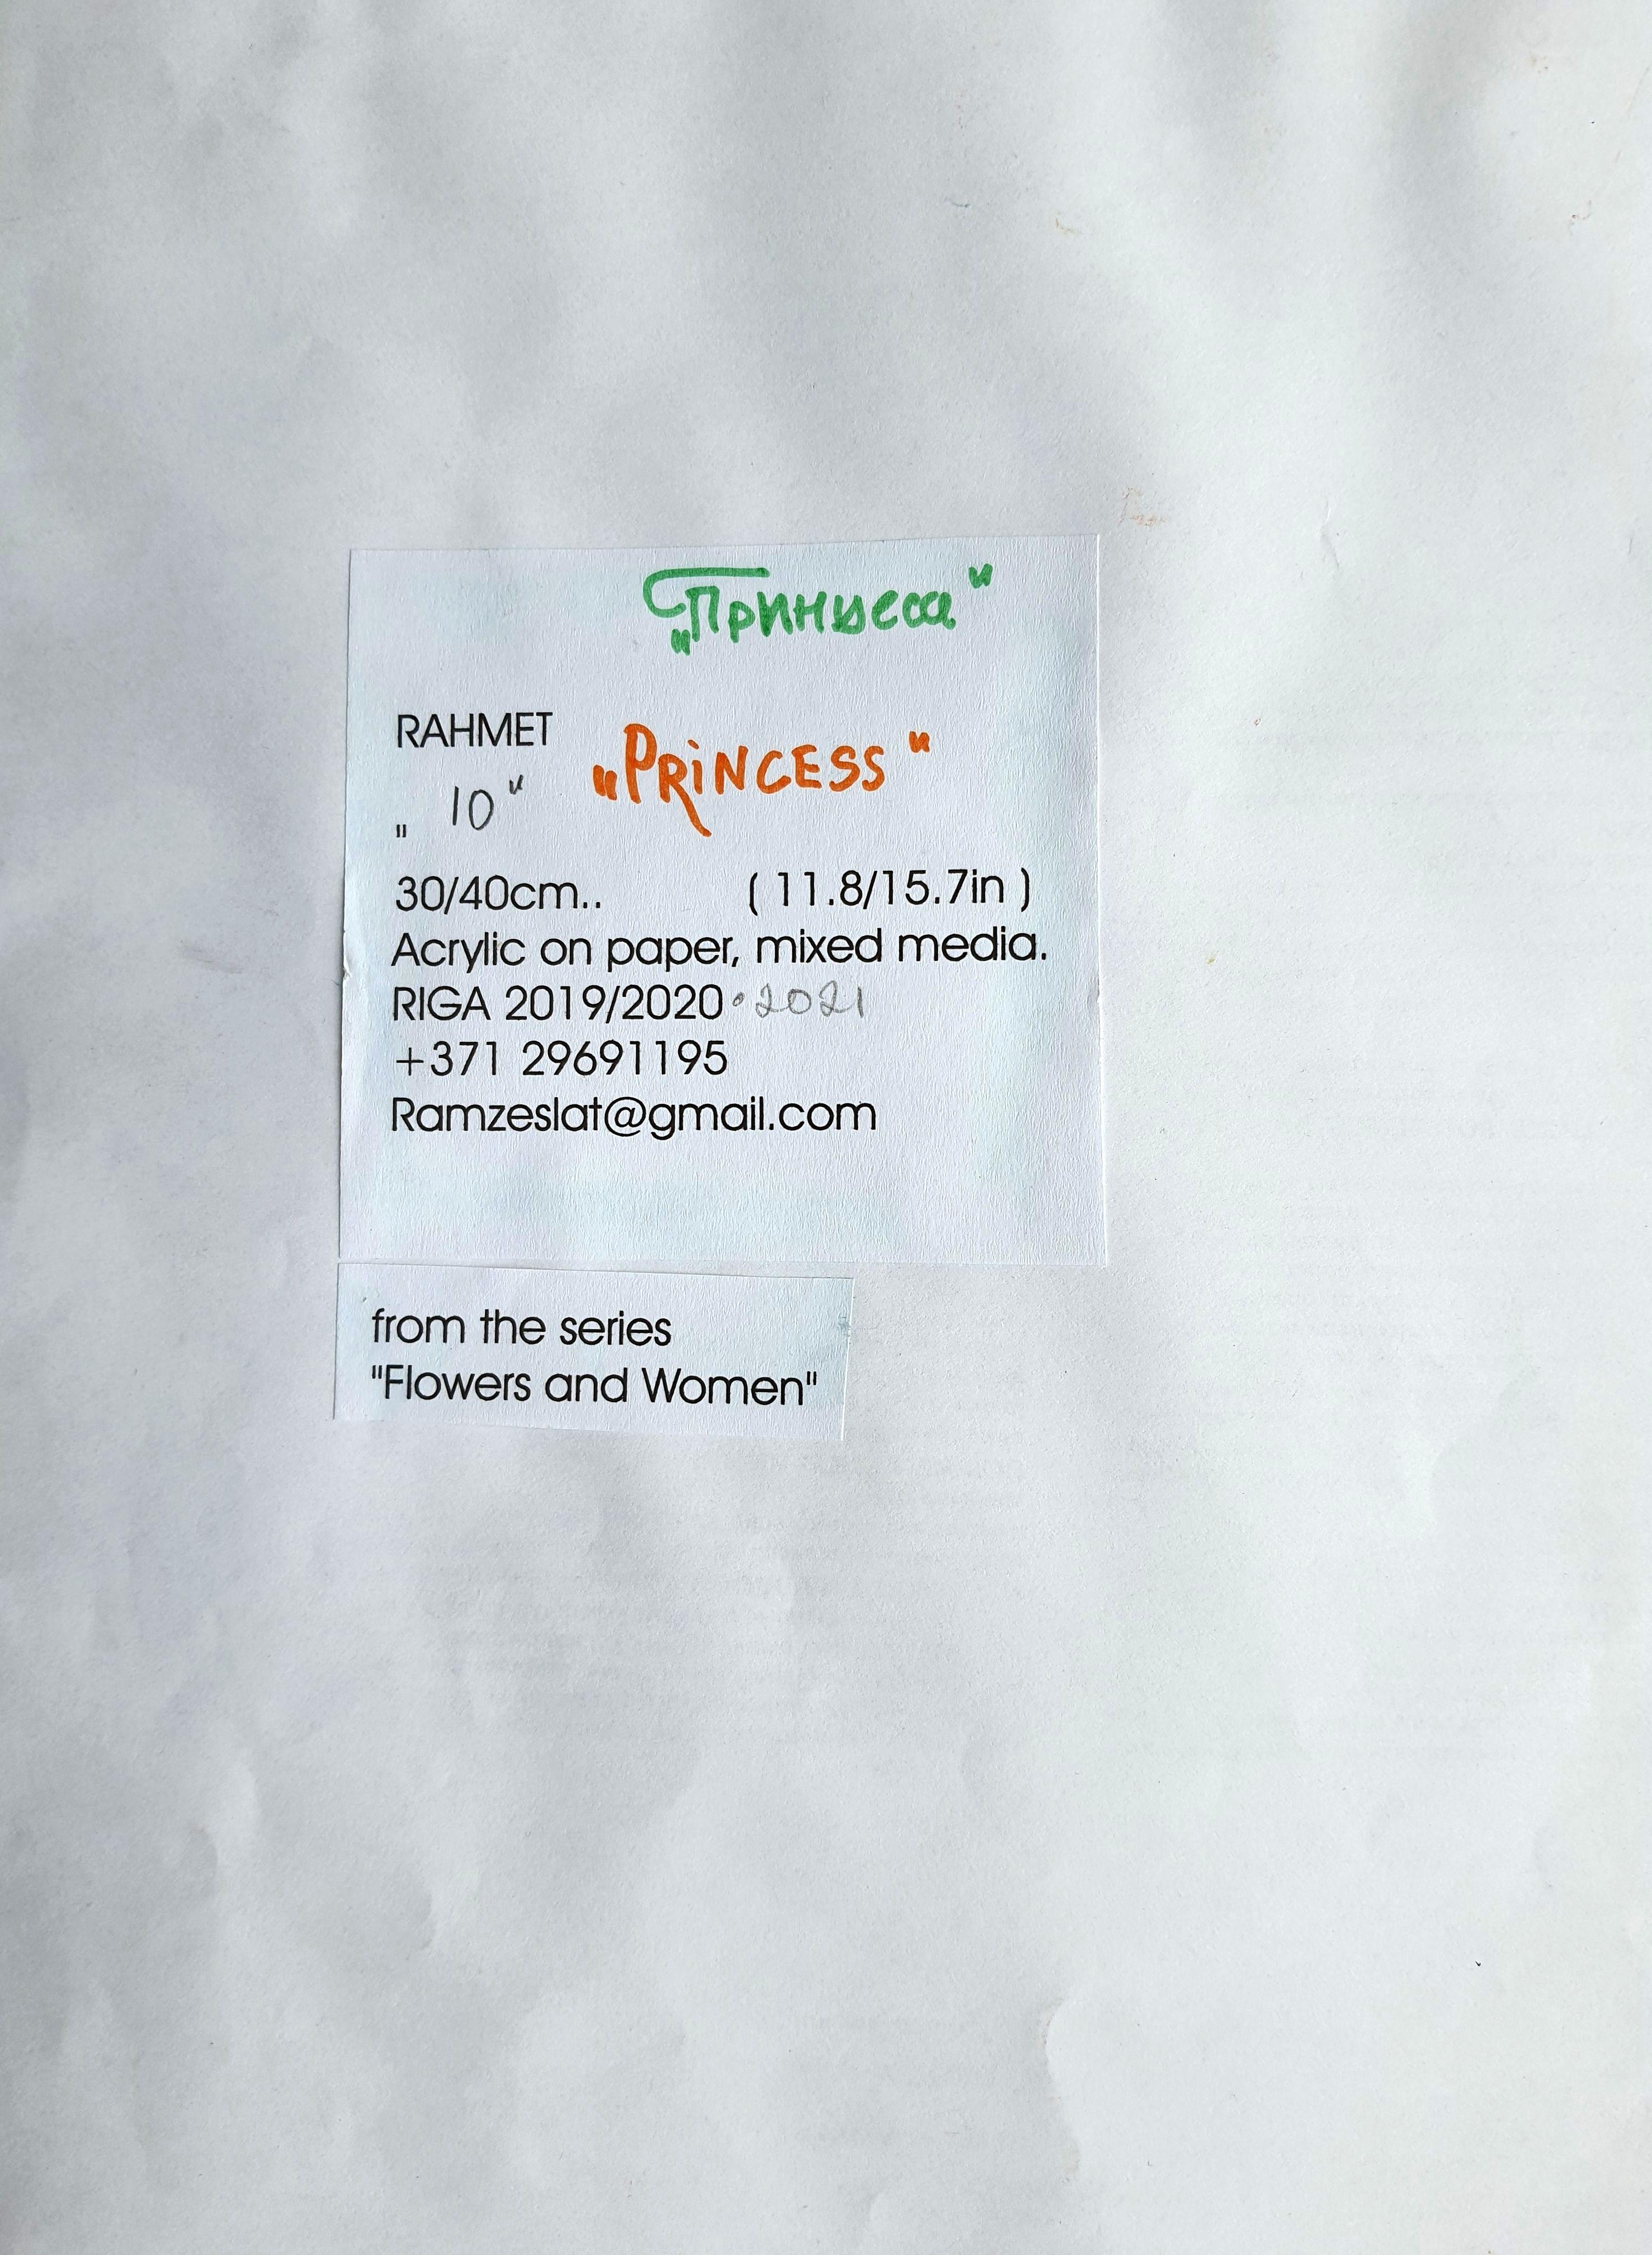 „Принцесса“
RAHMET „PRiNCESS“
„ 10“
30/40cm.. ( 11.8/15.7in )
Acrylic on paper, mixed media.
RIGA 2019/2020 • 2021
+371 29691195
Ramzeslat@gmail.com
from the series
"Flowers and Women"